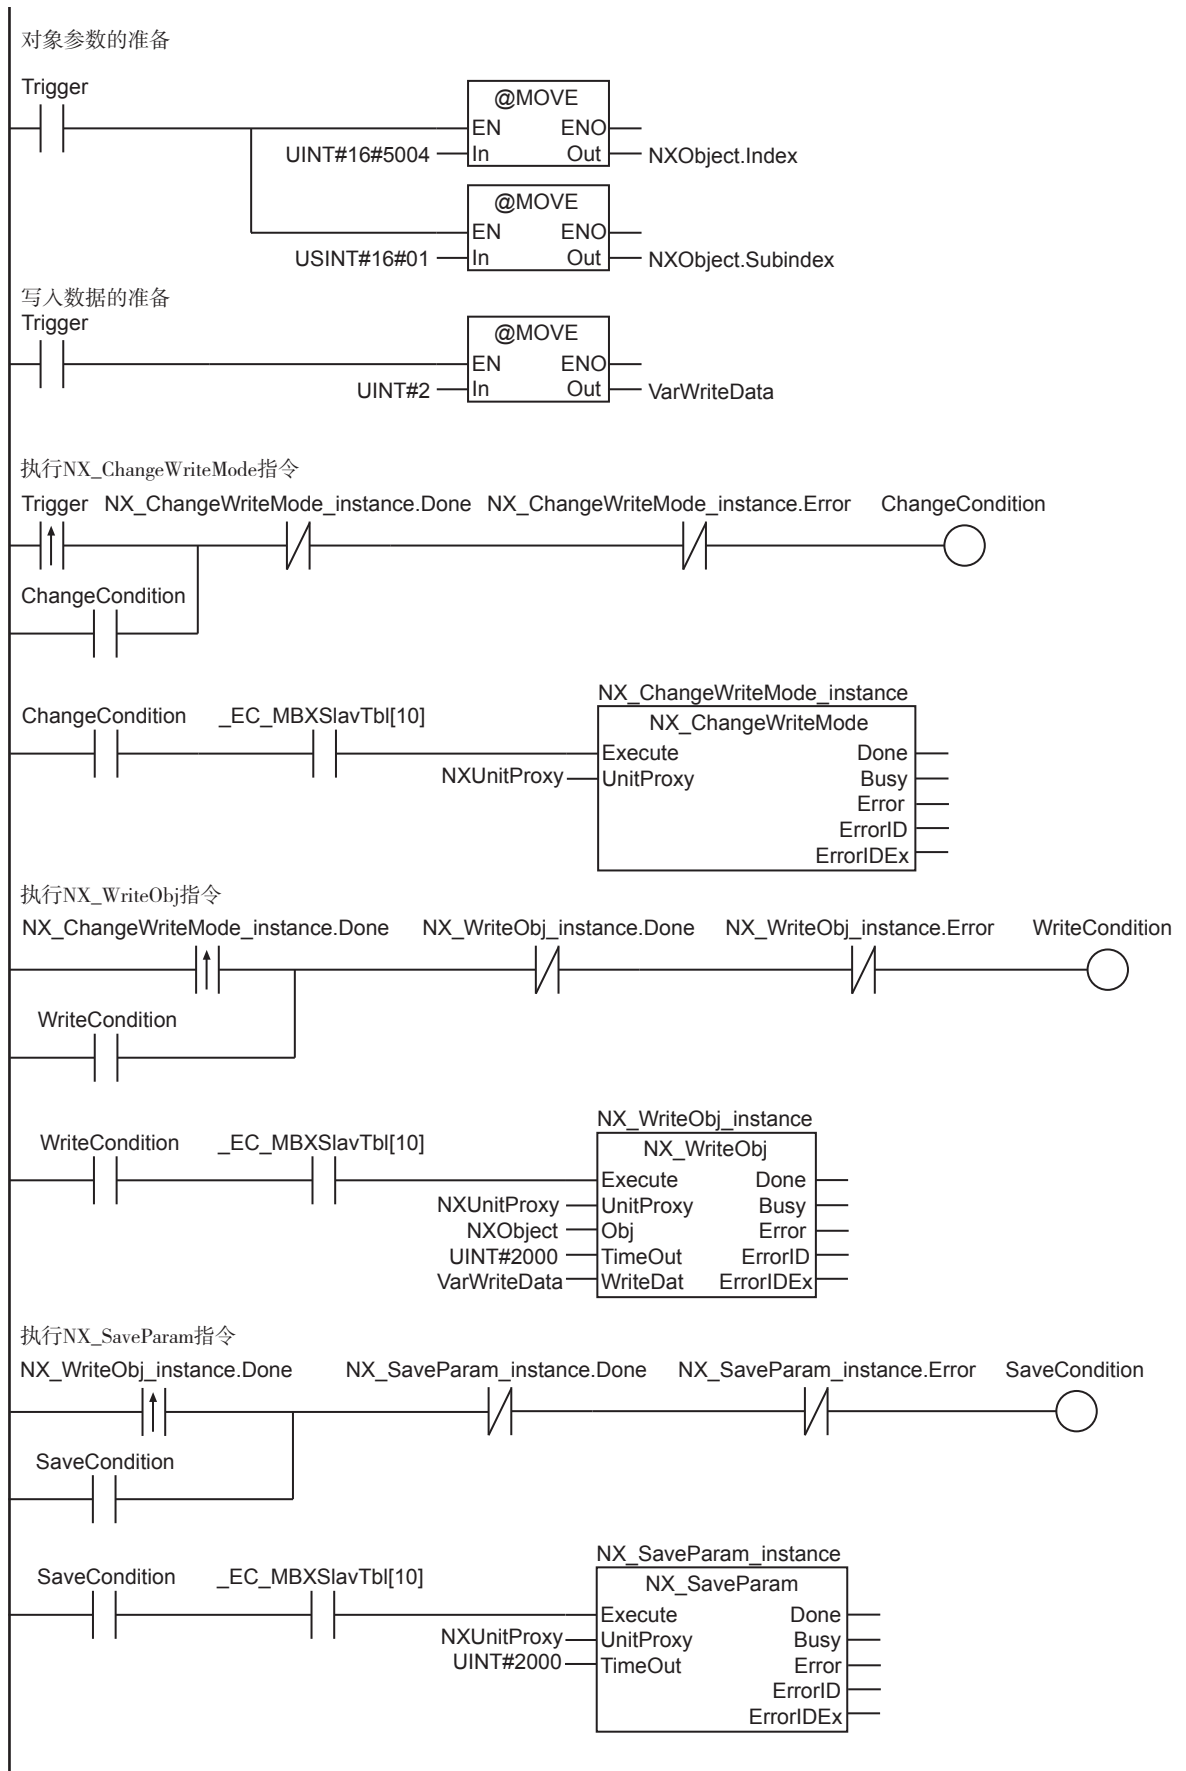 对象参数的准备
Trigger
@MOVE
EN ENO
UINT#16#5004 In Out NXObject.Index
@MOVE
EN ENO
USINT#16#01 In Out NXObject.Subindex
写入数据的准备
Trigger
@MOVE
EN ENO
UINT#2 In Out VarWriteData
执行NX_ChangeWriteMode指令
Trigger NX_ChangeWriteMode_instance.Done NX_ChangeWriteMode_instance.Error ChangeCondition
ChangeCondition
NX_ChangeWriteMode_instance
ChangeCondition _EC_MBXSlavTbl[10] NX_ChangeWriteMode
Execute Done
NXUnitProxy UnitProxy Busy
Error
ErrorID
ErrorIDEx
执行NX_WriteObj指令
NX_ChangeWriteMode_instance.Done NX_WriteObj_instance.Done NX_WriteObj_instance.Error WriteCondition
WriteCondition
NX_WriteObj_instance
WriteCondition _EC_MBXSlavTbl[10] NX_WriteObj
Execute Done
NXUnitProxy UnitProxy Busy
NXObject Obj Error
UINT#2000 TimeOut ErrorID
VarWriteData WriteDat ErrorIDEx
执行NX_SaveParam指令
NX_WriteObj_instance.Done NX_SaveParam_instance.Done NX_SaveParam_instance.Error SaveCondition
SaveCondition
NX_SaveParam_instance
SaveCondition _EC_MBXSlavTbl[10] NX_SaveParam
Execute Done
NXUnitProxy UnitProxy Busy
UINT#2000 TimeOut Error
ErrorID
ErrorIDEx